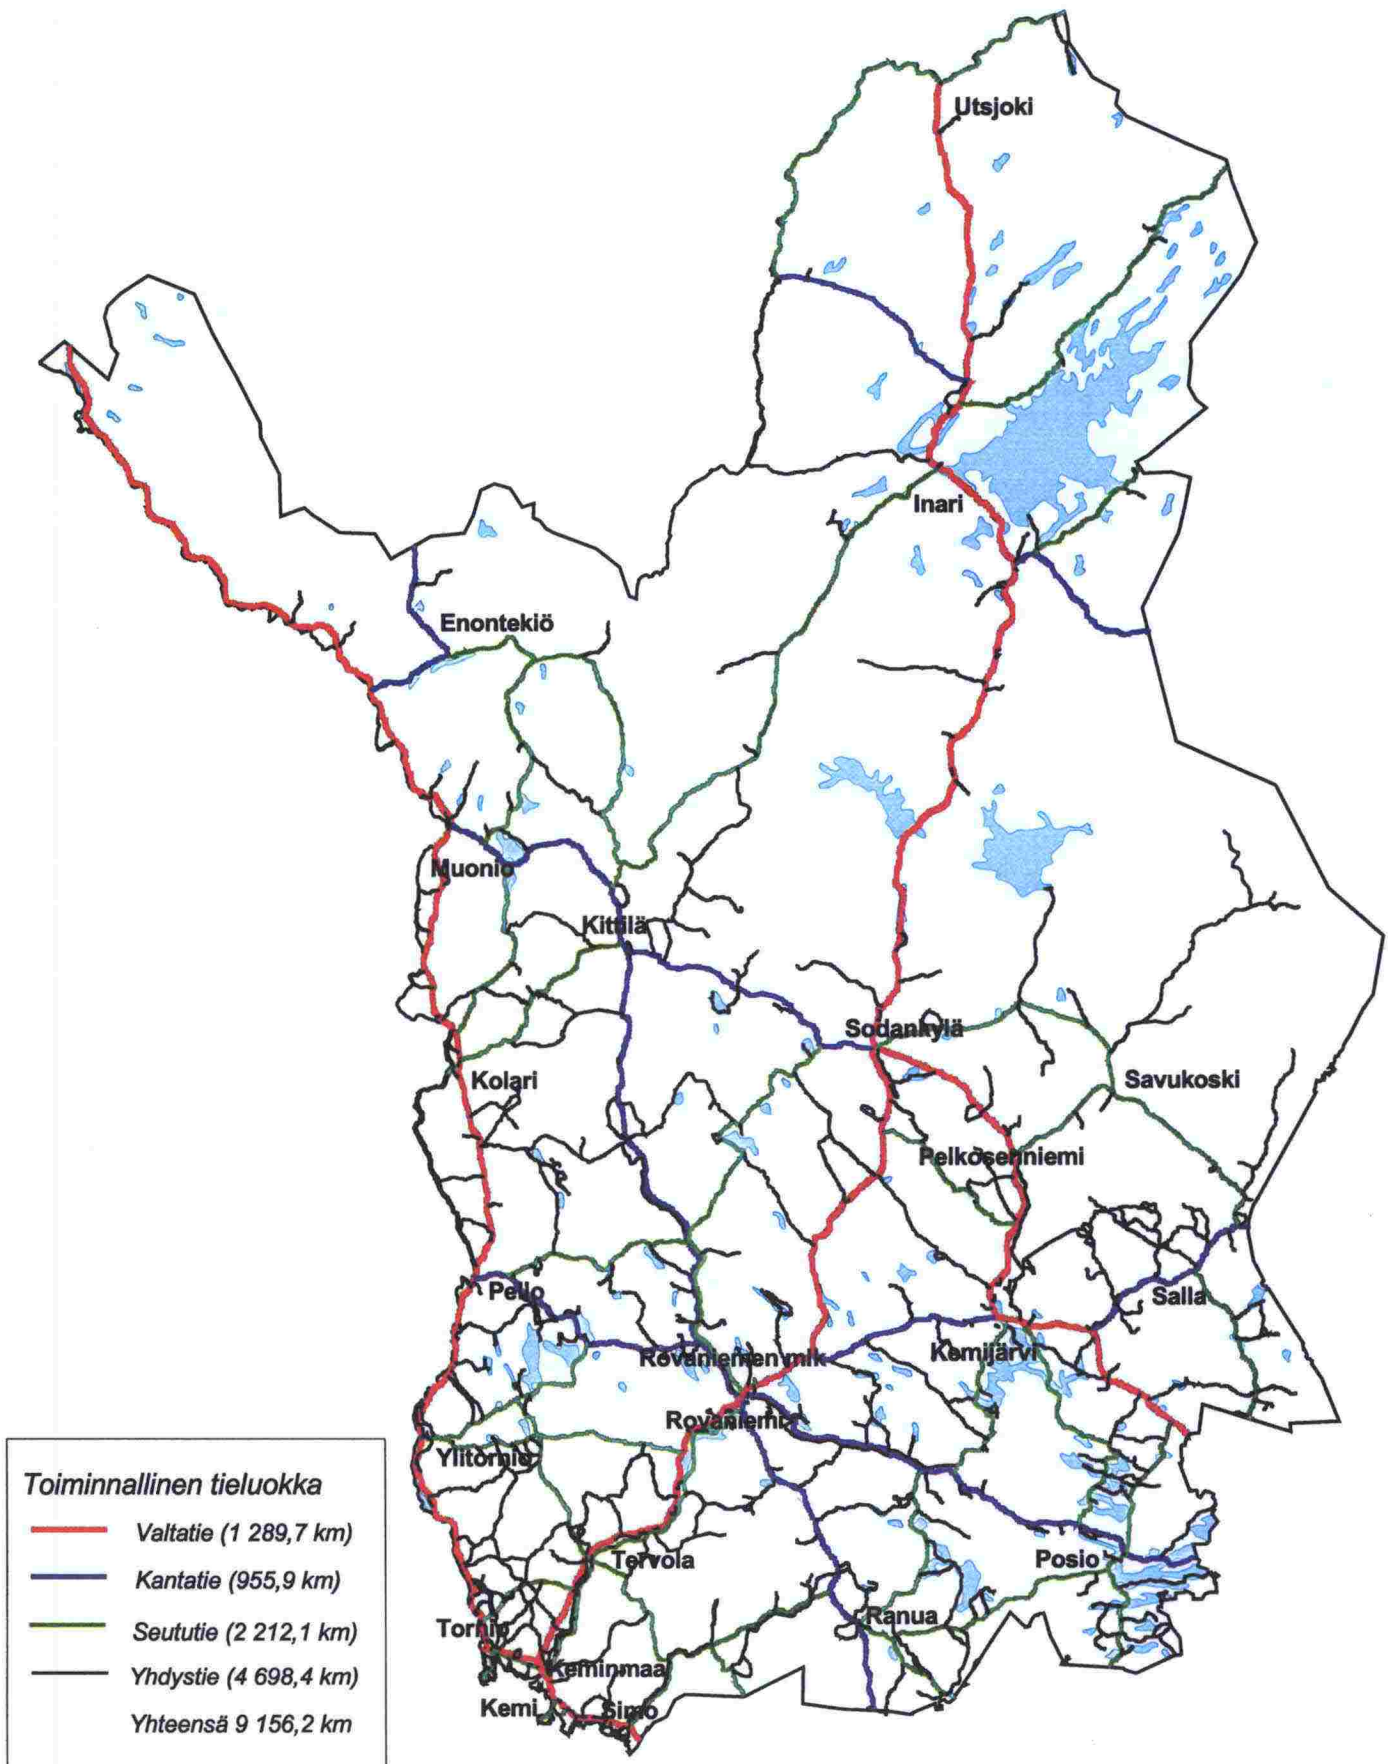 Utsjoki
Inari
Enontekiö
Muonio
Kittilä
Sodankylä
Kolari
Savukoski
Pelkosenniemi
Pello
Salla
Rovaniemen mlk
Kemijärvi
Rovaniemi
Ylitornio
Tervola
Posio
Ranua
Tornio
Keminmaa
Kemi
Simo
Toiminnallinen tieluokka
Valtatie (1 289,7 km)
Kantatie (955,9 km)
Seututie (2 212,1 km)
Yhdystie (4 698,4 km)
Yhteensä 9 156,2 km